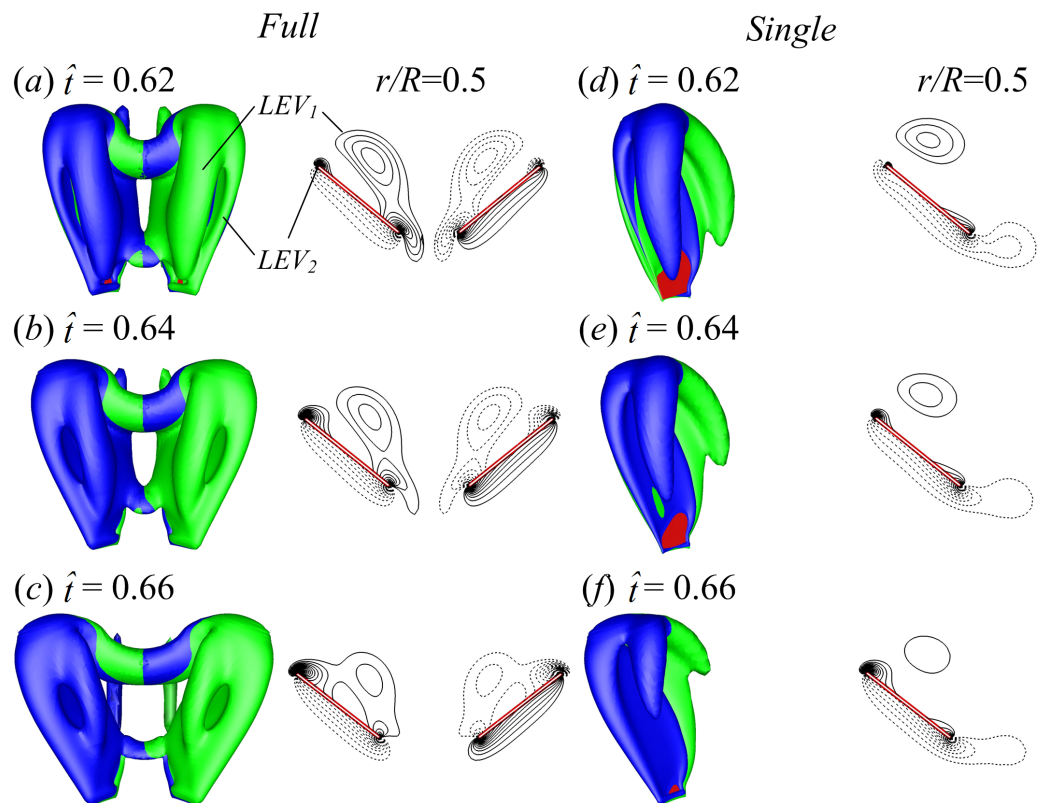 Full
Single
(a) t̂ = 0.62
r/R=0.5
(d) t̂ = 0.62
r/R=0.5
LEV₁
LEV₂
(b) t̂ = 0.64
(e) t̂ = 0.64
(c) t̂ = 0.66
(f) t̂ = 0.66